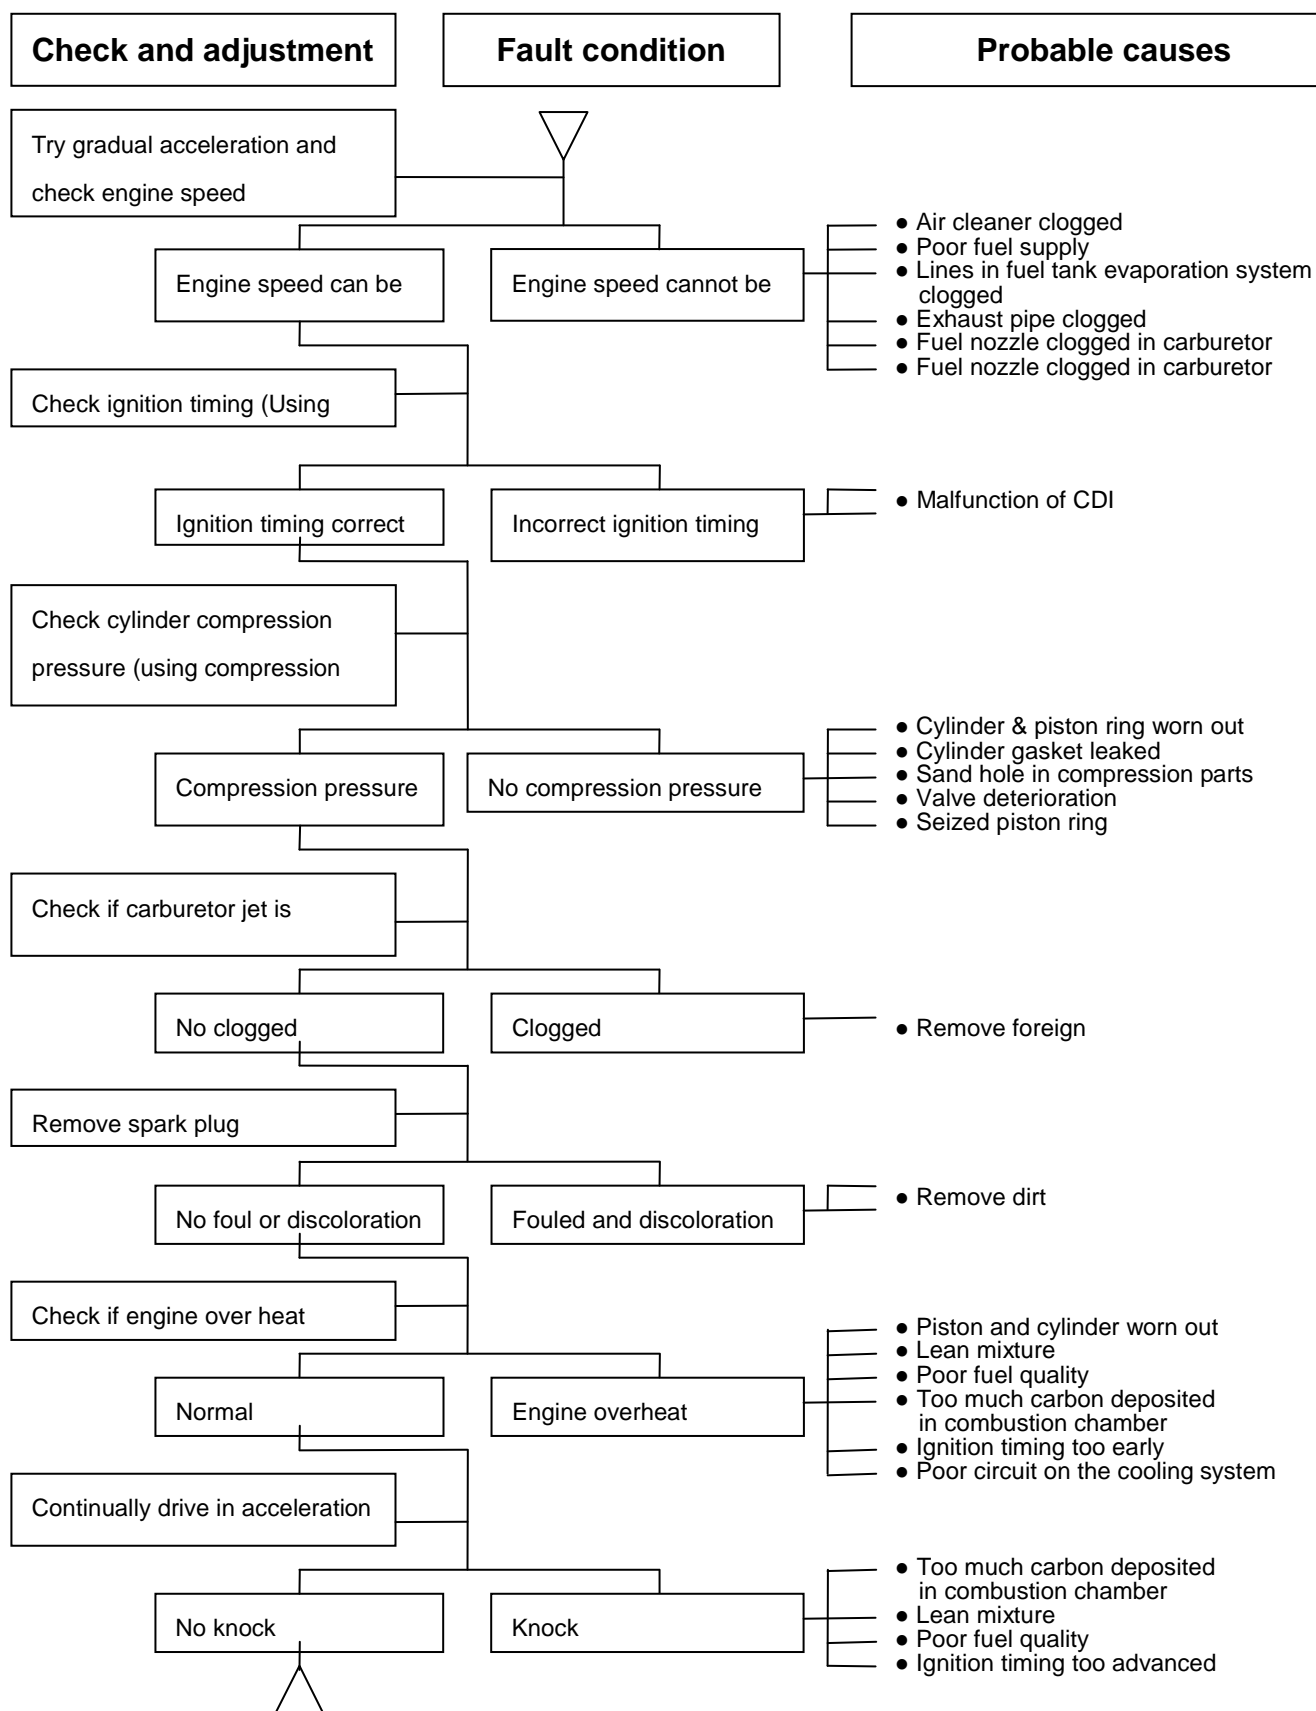 Check and adjustment
Fault condition
Probable causes
Try gradual acceleration and
check engine speed
Engine speed can be
Engine speed cannot be
● Air cleaner clogged
● Poor fuel supply
● Lines in fuel tank evaporation system
clogged
● Exhaust pipe clogged
● Fuel nozzle clogged in carburetor
● Fuel nozzle clogged in carburetor
Check ignition timing (Using
Ignition timing correct
Incorrect ignition timing
● Malfunction of CDI
Check cylinder compression
pressure (using compression
Compression pressure
No compression pressure
● Cylinder & piston ring worn out
● Cylinder gasket leaked
● Sand hole in compression parts
● Valve deterioration
● Seized piston ring
Check if carburetor jet is
No clogged
Clogged
● Remove foreign
Remove spark plug
No foul or discoloration
Fouled and discoloration
● Remove dirt
Check if engine over heat
Normal
Engine overheat
● Piston and cylinder worn out
● Lean mixture
● Poor fuel quality
● Too much carbon deposited
in combustion chamber
● Ignition timing too early
● Poor circuit on the cooling system
Continually drive in acceleration
No knock
Knock
● Too much carbon deposited
in combustion chamber
● Lean mixture
● Poor fuel quality
● Ignition timing too advanced